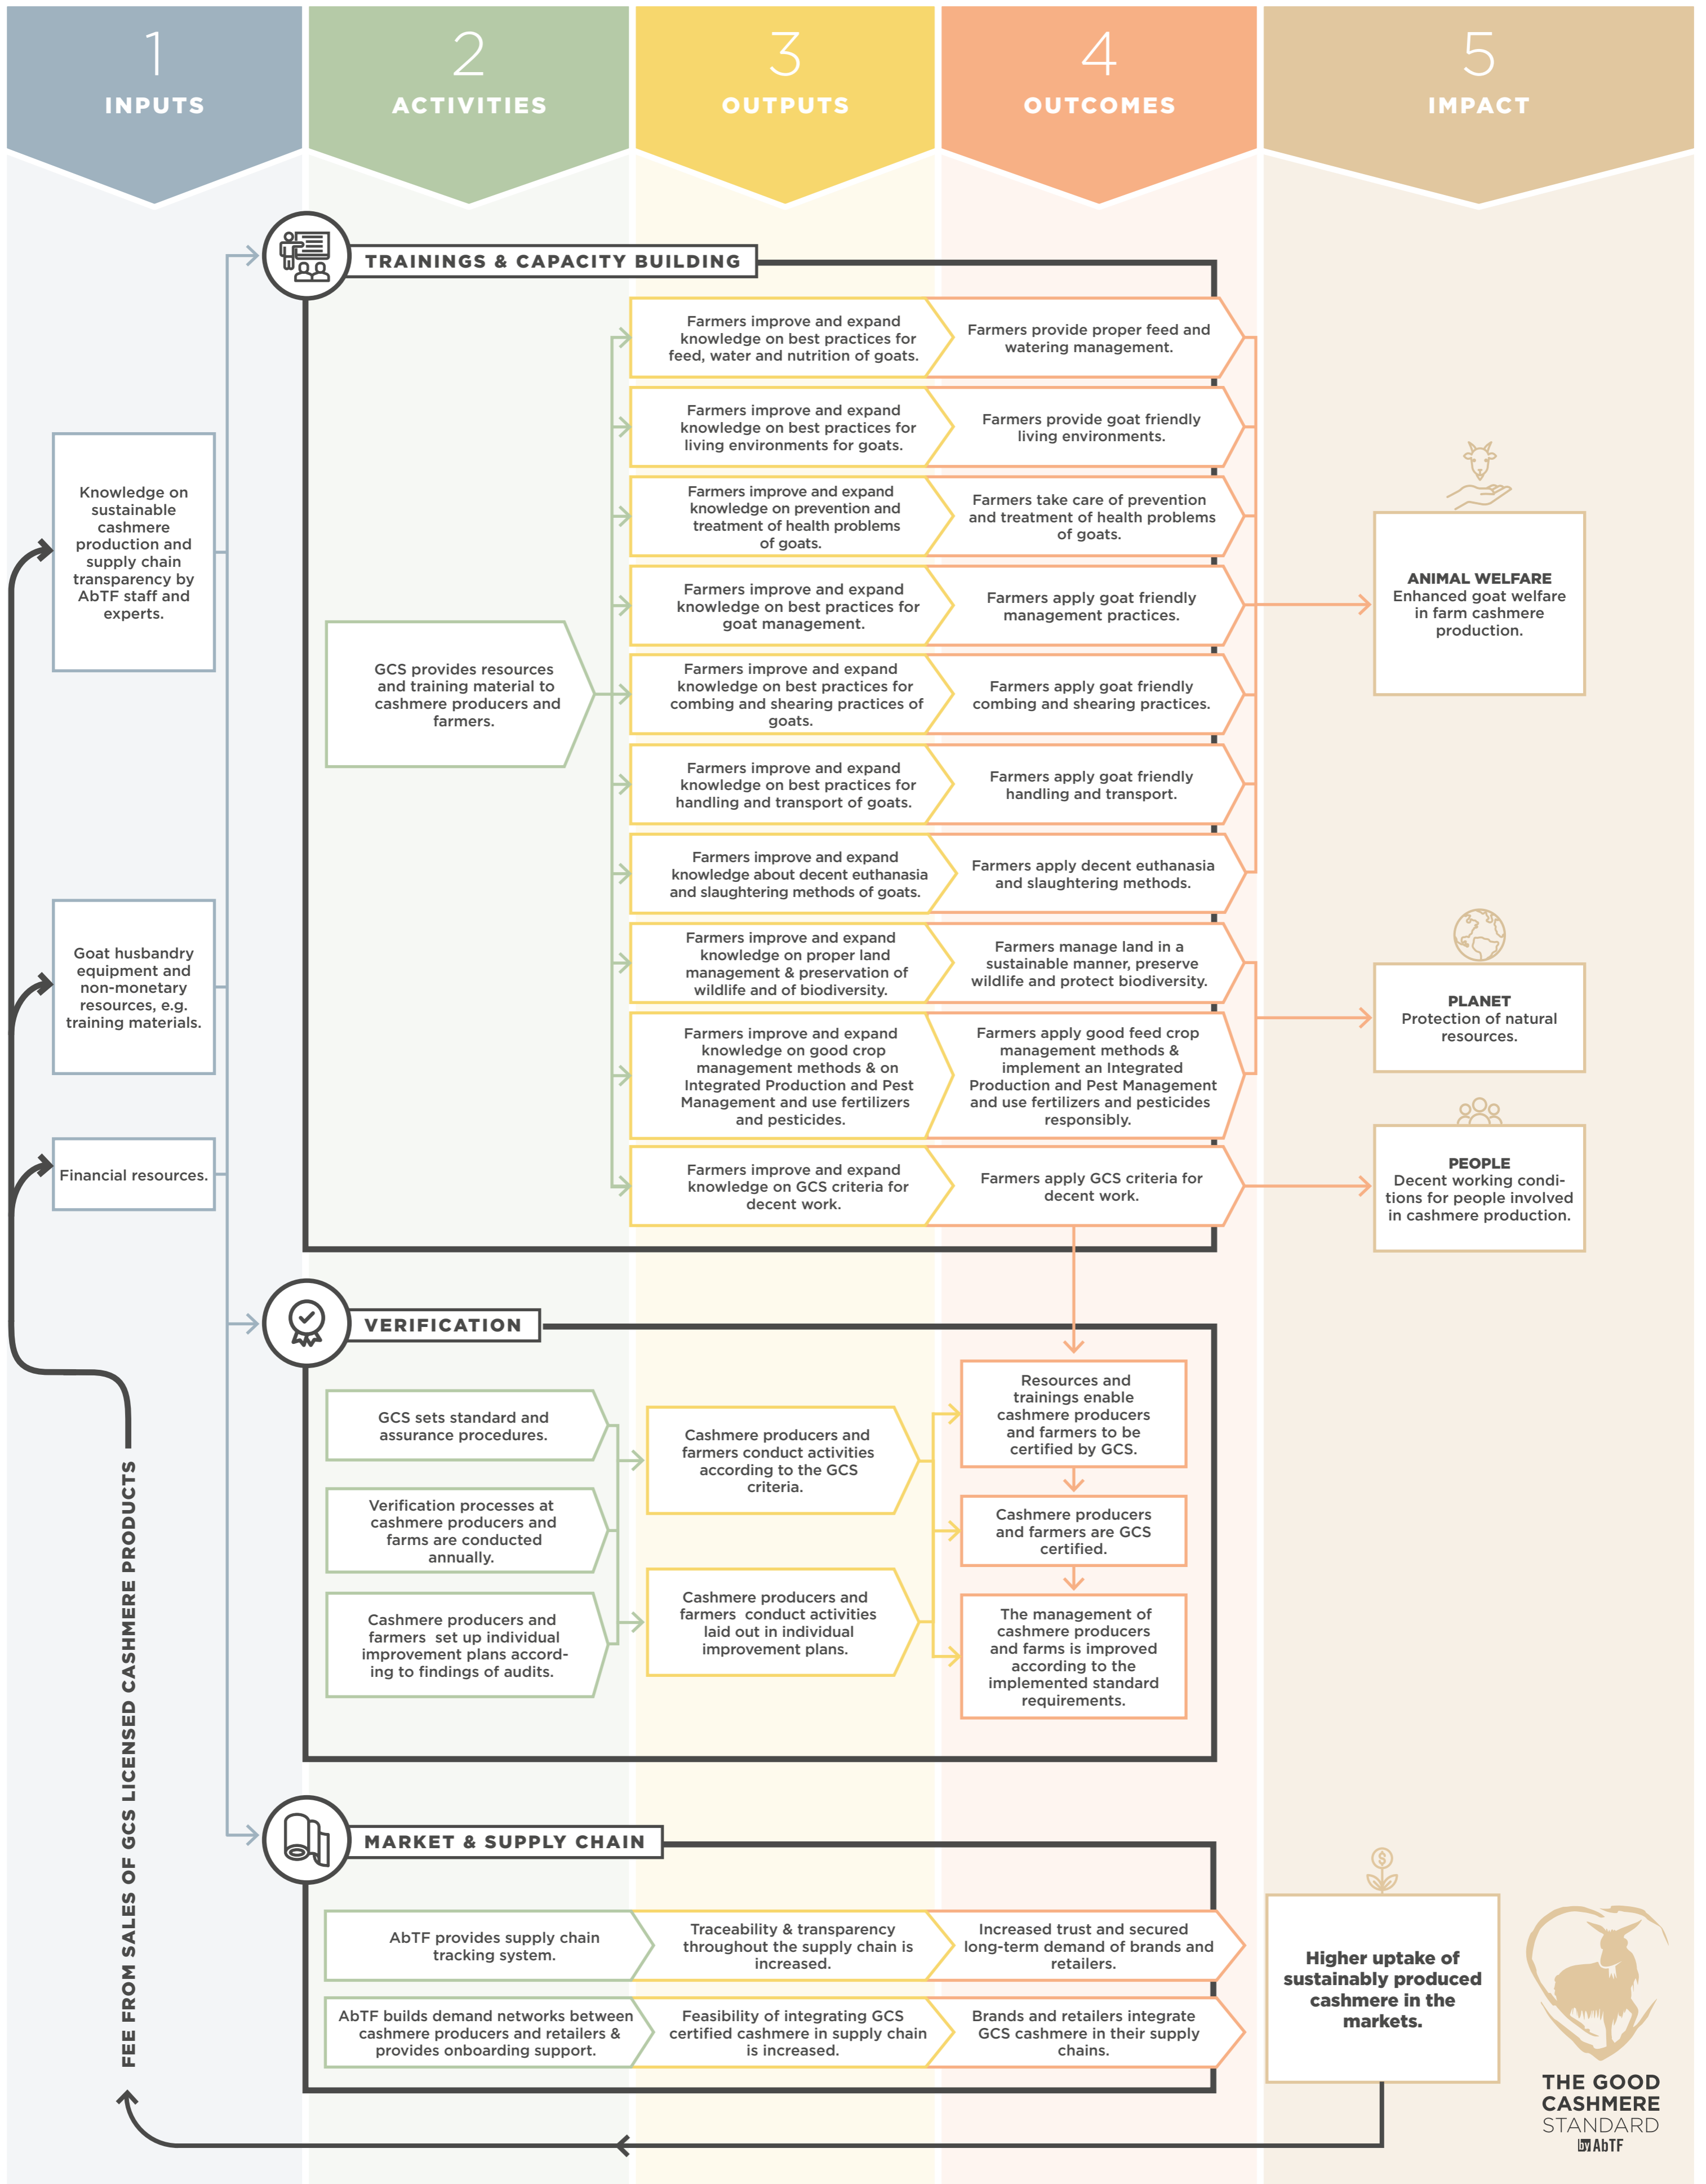 1
INPUTS
2
ACTIVITIES
3
OUTPUTS
4
OUTCOMES
5
IMPACT
Knowledge on
sustainable
cashmere
production and
supply chain
transparency by
AbTF staff and
experts.
Goat husbandry
equipment and
non-monetary
resources, e.g.
training materials.
Financial resources.
FEE FROM SALES OF GCS LICENSED CASHMERE PRODUCTS
TRAININGS & CAPACITY BUILDING
GCS provides resources
and training material to
cashmere producers and
farmers.
Farmers improve and expand
knowledge on best practices for
feed, water and nutrition of goats.
Farmers provide proper feed and
watering management.
Farmers improve and expand
knowledge on best practices for
living environments for goats.
Farmers provide goat friendly
living environments.
Farmers improve and expand
knowledge on prevention and
treatment of health problems
of goats.
Farmers take care of prevention
and treatment of health problems
of goats.
Farmers improve and expand
knowledge on best practices for
goat management.
Farmers apply goat friendly
management practices.
Farmers improve and expand
knowledge on best practices for
combing and shearing practices of
goats.
Farmers apply goat friendly
combing and shearing practices.
Farmers improve and expand
knowledge on best practices for
handling and transport of goats.
Farmers apply goat friendly
handling and transport.
Farmers improve and expand
knowledge about decent euthanasia
and slaughtering methods of goats.
Farmers apply decent euthanasia
and slaughtering methods.
Farmers improve and expand
knowledge on proper land
management & preservation of
wildlife and of biodiversity.
Farmers manage land in a
sustainable manner, preserve
wildlife and protect biodiversity.
Farmers improve and expand
knowledge on good crop
management methods & on
Integrated Production and Pest
Management and use fertilizers
and pesticides.
Farmers apply good feed crop
management methods &
implement an Integrated
Production and Pest Management
and use fertilizers and pesticides
responsibly.
Farmers improve and expand
knowledge on GCS criteria for
decent work.
Farmers apply GCS criteria for
decent work.
ANIMAL WELFARE
Enhanced goat welfare
in farm cashmere
production.
PLANET
Protection of natural
resources.
PEOPLE
Decent working condi-
tions for people involved
in cashmere production.
VERIFICATION
GCS sets standard and
assurance procedures.
Verification processes at
cashmere producers and
farms are conducted
annually.
Cashmere producers and
farmers set up individual
improvement plans accord-
ing to findings of audits.
Cashmere producers and
farmers conduct activities
according to the GCS
criteria.
Cashmere producers and
farmers conduct activities
laid out in individual
improvement plans.
Resources and
trainings enable
cashmere producers
and farmers to be
certified by GCS.
Cashmere producers
and farmers are GCS
certified.
The management of
cashmere producers
and farms is improved
according to the
implemented standard
requirements.
MARKET & SUPPLY CHAIN
AbTF provides supply chain
tracking system.
Traceability & transparency
throughout the supply chain is
increased.
Increased trust and secured
long-term demand of brands and
retailers.
AbTF builds demand networks between
cashmere producers and retailers &
provides onboarding support.
Feasibility of integrating GCS
certified cashmere in supply chain
is increased.
Brands and retailers integrate
GCS cashmere in their supply
chains.
$
Higher uptake of
sustainably produced
cashmere in the
markets.
THE GOOD
CASHMERE
STANDARD
by AbTF